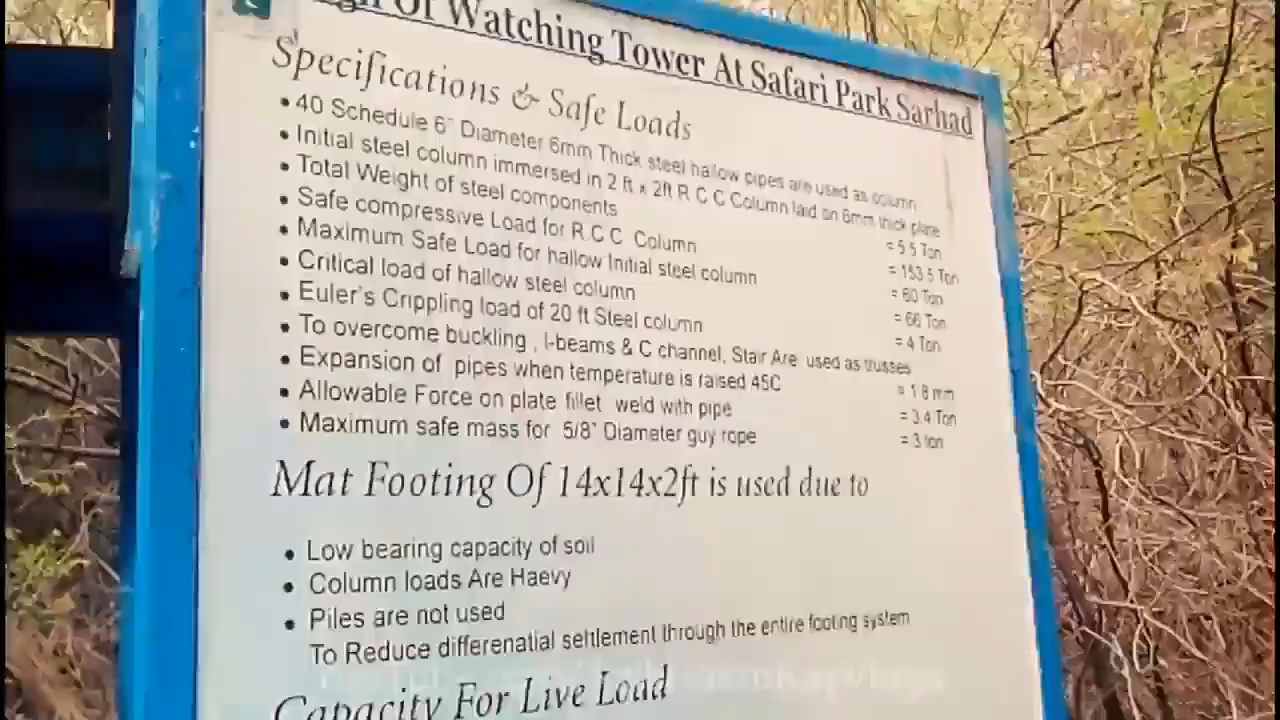 Of Watching Tower At Safari Park Sarhad
Specifications & Safe Loads
• 40 Schedule 6" Diameter 6mm Thick steel hallow pipes are used as column
• Initial steel column immersed in 2 ft x 2ft R C C Column laid on 6mm thick plate
• Total Weight of steel components = 5.5 Ton
• Safe compressive Load for R.C C Column = 153.5 Ton
• Maximum Safe Load for hallow Initial steel column = 60 Ton
• Critical load of hallow steel column = 66 Ton
• Euler's Crippling load of 20 ft Steel column = 4 Ton
• To overcome buckling , I-beams & C channel, Stair Are used as trusses
• Expansion of pipes when temperature is raised 45C = 1.8 mm
• Allowable Force on plate fillet weld with pipe = 3.4 Ton
• Maximum safe mass for 5/8" Diameter guy rope = 3 ton
Mat Footing Of 14x14x2ft is used due to
• Low bearing capacity of soil
• Column loads Are Haevy
• Piles are not used
To Reduce differenatial seltlement through the entire footing system
Capacity For Live Load